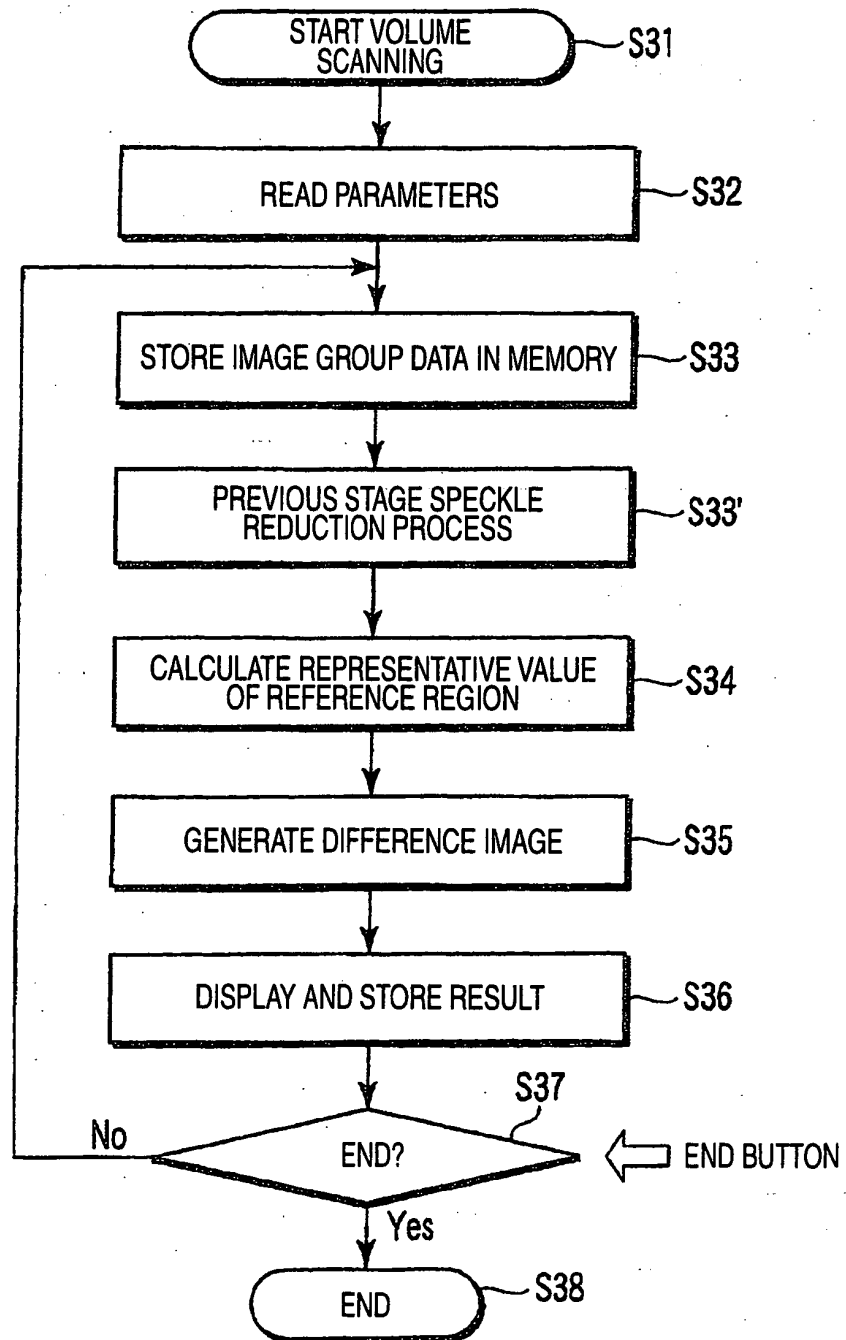 START VOLUME
SCANNING
S31
READ PARAMETERS
S32
STORE IMAGE GROUP DATA IN MEMORY
S33
PREVIOUS STAGE SPECKLE
REDUCTION PROCESS
S33'
CALCULATE REPRESENTATIVE VALUE
OF REFERENCE REGION
S34
GENERATE DIFFERENCE IMAGE
S35
DISPLAY AND STORE RESULT
S36
S37
No
END?
END BUTTON
Yes
END
S38